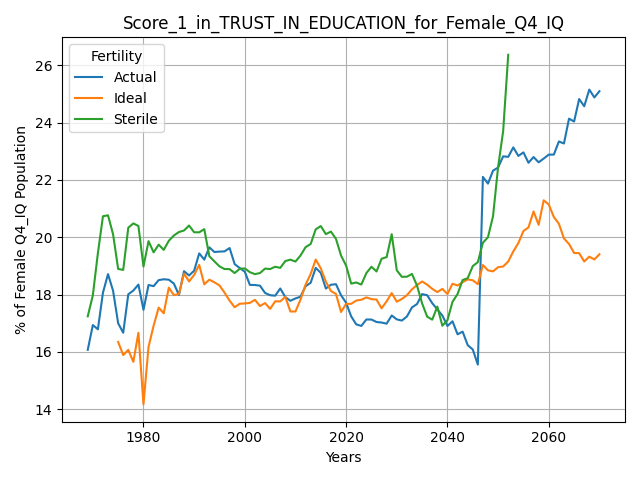 Score_1_in_TRUST_IN_EDUCATION_for_Female_Q4_IQ
Fertility
Actual
Ideal
Sterile
% of Female Q4_IQ Population
26
24
22
20
18
16
14
1980
2000
2020
2040
2060
Years